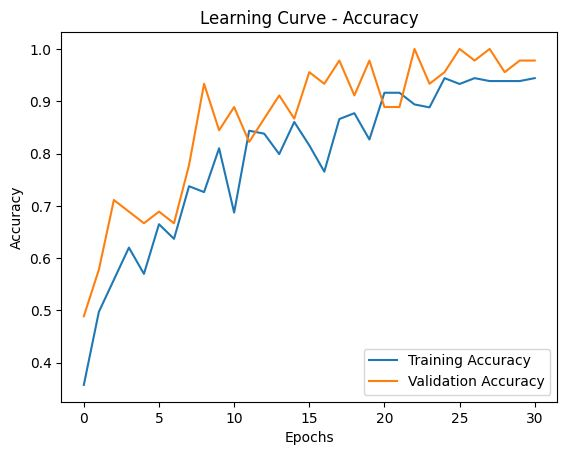 Learning Curve - Accuracy
1.0
0.9
0.8
0.7
0.6
0.5
0.4
Accuracy
0 5 10 15 20 25 30
Epochs
Training Accuracy
Validation Accuracy